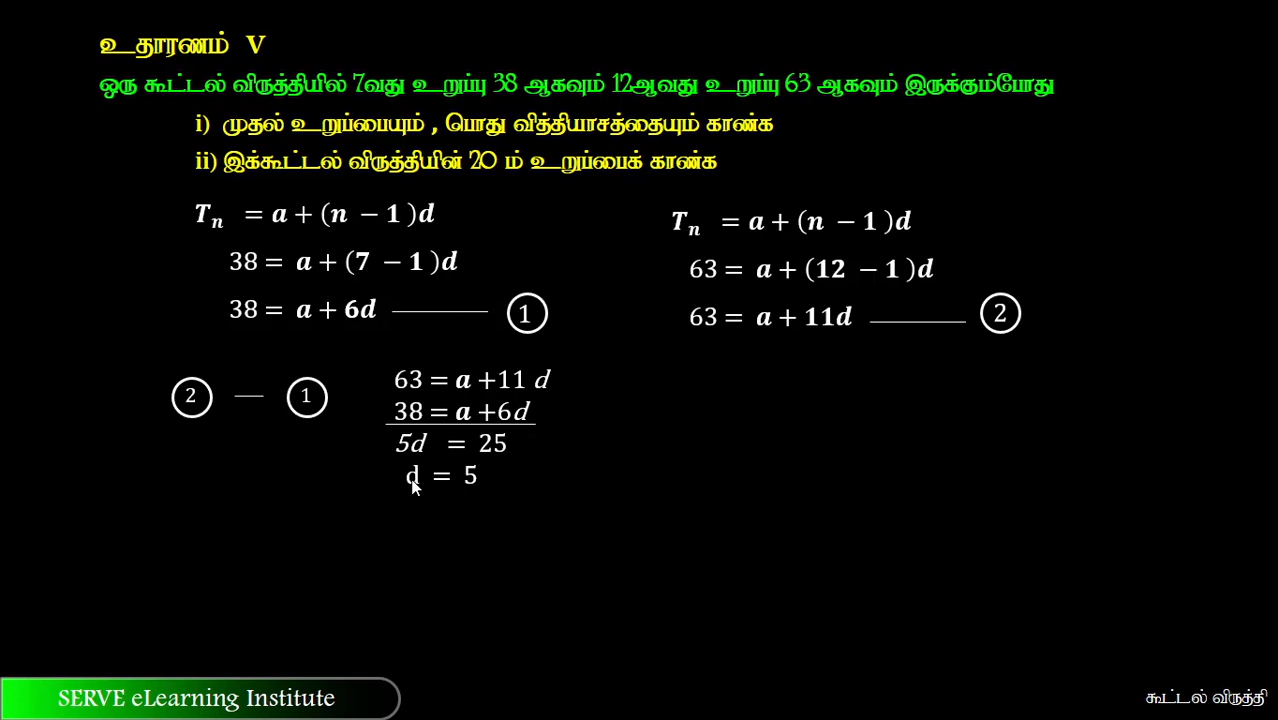 உதாரணம் V
ஒரு கூட்டல் விருத்தியில் 7வது உறுப்பு 38 ஆகவும் 12ஆவது உறுப்பு 63 ஆகவும் இருக்கும்போது
i) முதல் உறுப்பையும் , பொது வித்தியாசத்தையும் காண்க
ii) இக்கூட்டல் விருத்தியின் 20 ம் உறுப்பைக் காண்க
Tₙ = a + (n − 1)d
38 = a + (7 − 1)d
38 = a + 6d ——— ①
Tₙ = a + (n − 1)d
63 = a + (12 − 1)d
63 = a + 11d ——— ②
② — ①
63 = a +11 d
38 = a +6d
5d = 25
d = 5
SERVE eLearning Institute
கூட்டல் விருத்தி